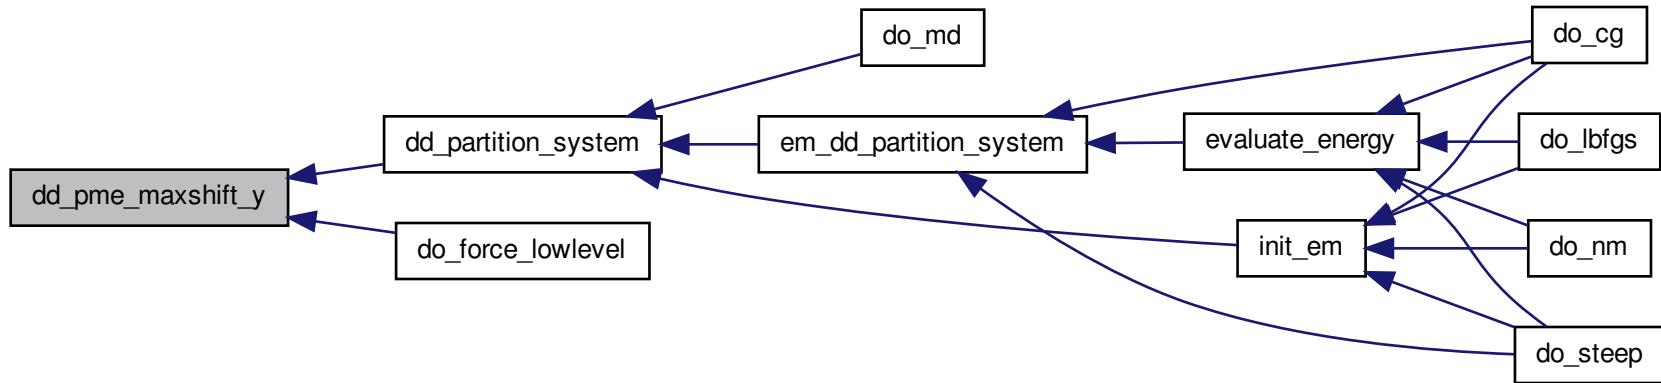 do_md
do_cg
dd_partition_system
em_dd_partition_system
evaluate_energy
do_lbfgs
dd_pme_maxshift_y
do_force_lowlevel
init_em
do_nm
do_steep